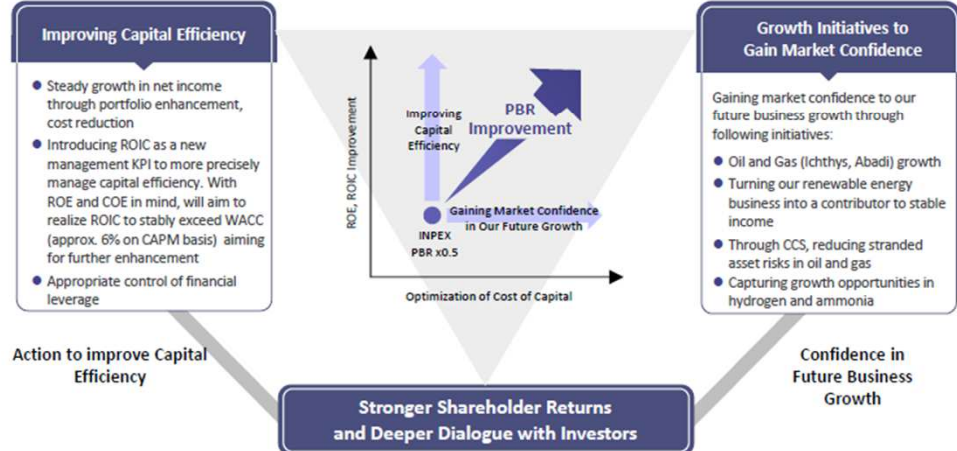 Improving Capital Efficiency
● Steady growth in net income
through portfolio enhancement,
cost reduction
● Introducing ROIC as a new
management KPI to more precisely
manage capital efficiency. With
ROE and COE in mind, will aim to
realize ROIC to stably exceed WACC
(approx. 6% on CAPM basis) aiming
for further enhancement
● Appropriate control of financial
leverage
Action to improve Capital
Efficiency
ROE, ROIC Improvement
Improving
Capital
Efficiency
PBR
Improvement
Gaining Market Confidence
in Our Future Growth
INPEX
PBR x0.5
Optimization of Cost of Capital
Growth Initiatives to
Gain Market Confidence
Gaining market confidence to our
future business growth through
following initiatives:
● Oil and Gas (Ichthys, Abadi) growth
● Turning our renewable energy
business into a contributor to stable
income
● Through CCS, reducing stranded
asset risks in oil and gas
● Capturing growth opportunities in
hydrogen and ammonia
Confidence in
Future Business
Growth
Stronger Shareholder Returns
and Deeper Dialogue with Investors